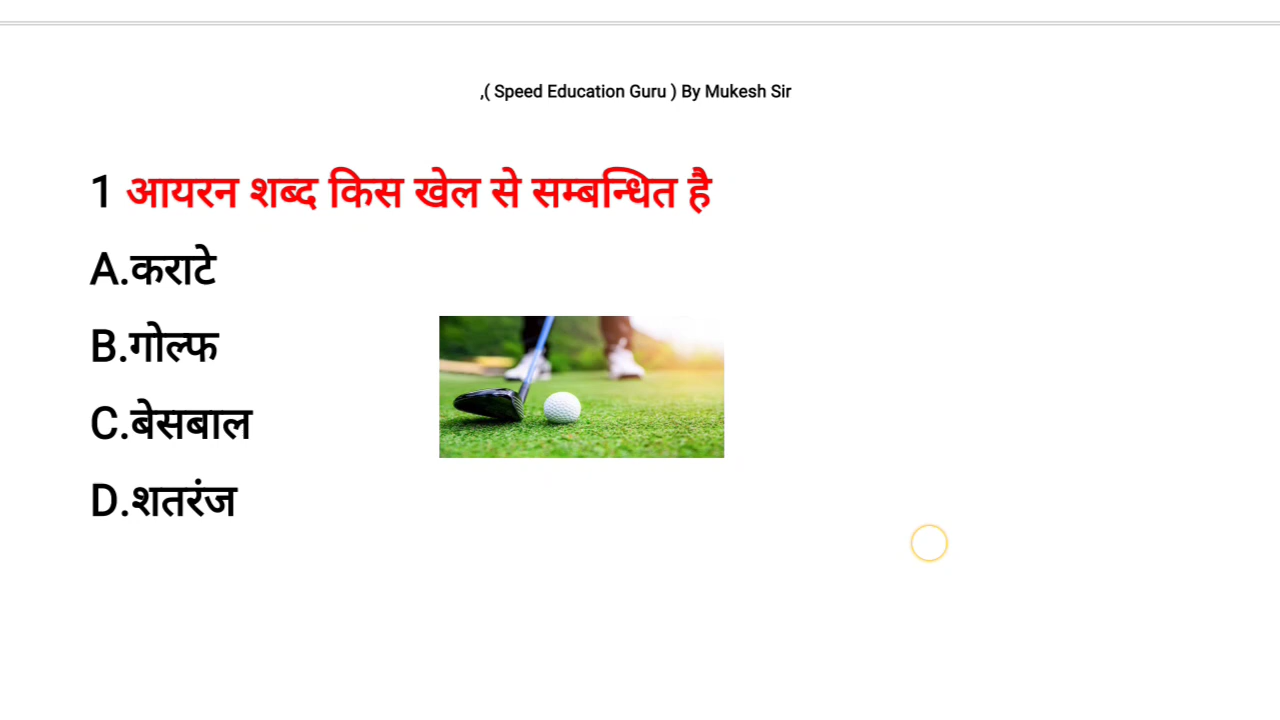 ,( Speed Education Guru ) By Mukesh Sir
1 आयरन शब्द किस खेल से सम्बन्धित है
A.कराटे
B.गोल्फ
C.बेसबाल
D.शतरंज